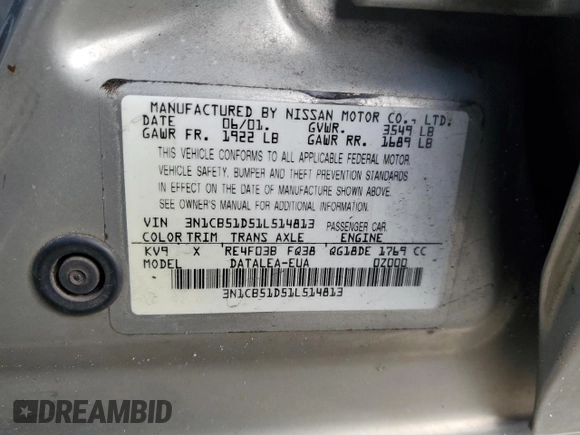 MANUFACTURED BY NISSAN MOTOR CO., LTD.
DATE 06/01. GVWR. 3549 LB
GAWR FR. 1922 LB GAWR RR. 1689 LB
THIS VEHICLE CONFORMS TO ALL APPLICABLE FEDERAL MOTOR
VEHICLE SAFETY, BUMPER AND THEFT PREVENTION STANDARDS
IN EFFECT ON THE DATE OF MANUFACTURE SHOWN ABOVE.
SEE OWNER'S MANUAL FOR ADDITIONAL INFORMATION.
VIN 3N1CB51D51L514813 PASSENGER CAR.
COLOR TRIM TRANS AXLE ENGINE
KV9 X 'RE4F03B FQ38 'QG18DE 1769 CC
MODEL DATALEA-EUA 0Z000
3N1CB51D51L514813
DREAMBID